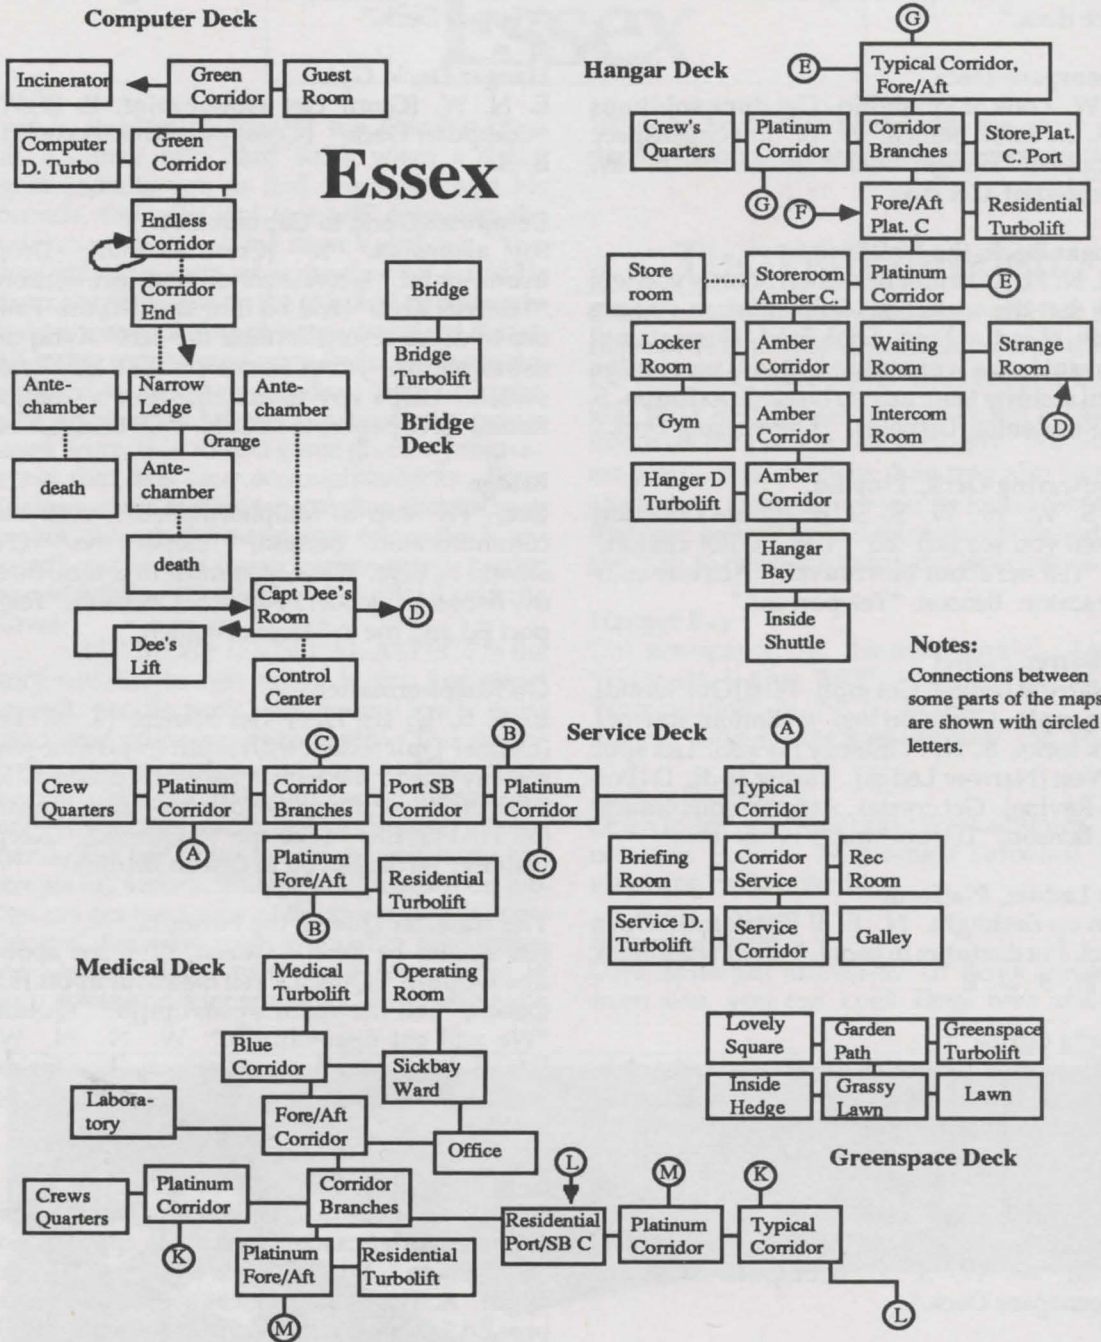 Computer Deck
Incinerator
Green
Corridor
Guest
Room
Computer
D. Turbo
Green
Corridor
Essex
Endless
Corridor
Corridor
End
Ante-
chamber
Narrow
Ledge
Ante-
chamber
Orange
death
Ante-
chamber
death
Capt Dee's
Room
D
Dee's
Lift
Control
Center
Bridge
Bridge
Turbolift
Bridge
Deck
Hangar Deck
G
E
Typical Corridor,
Fore/Aft
Crew's
Quarters
Platinum
Corridor
Corridor
Branches
Store,Plat.
C. Port
G
F
Fore/Aft
Plat. C
Residential
Turbolift
Store
room
Storeroom
Amber C.
Platinum
Corridor
E
Locker
Room
Amber
Corridor
Waiting
Room
Strange
Room
Gym
Amber
Corridor
Intercom
Room
D
Hanger D
Turbolift
Amber
Corridor
Hangar
Bay
Inside
Shuttle
Notes:
Connections between
some parts of the maps
are shown with circled
letters.
Service Deck
C
B
A
Crew
Quarters
Platinum
Corridor
Corridor
Branches
Port SB
Corridor
Platinum
Corridor
A
C
Platinum
Fore/Aft
Residential
Turbolift
B
Typical
Corridor
Briefing
Room
Corridor
Service
Rec
Room
Service D.
Turbolift
Service
Corridor
Galley
Medical Deck
Medical
Turbolift
Operating
Room
Blue
Corridor
Sickbay
Ward
Labora-
tory
Fore/Aft
Corridor
Office
Crews
Quarters
Platinum
Corridor
Corridor
Branches
L
M
K
Residential
Port/SB C
Platinum
Corridor
Typical
Corridor
K
Platinum
Fore/Aft
Residential
Turbolift
M
L
Lovely
Square
Garden
Path
Greenspace
Turbolift
Inside
Hedge
Grassy
Lawn
Lawn
Greenspace Deck